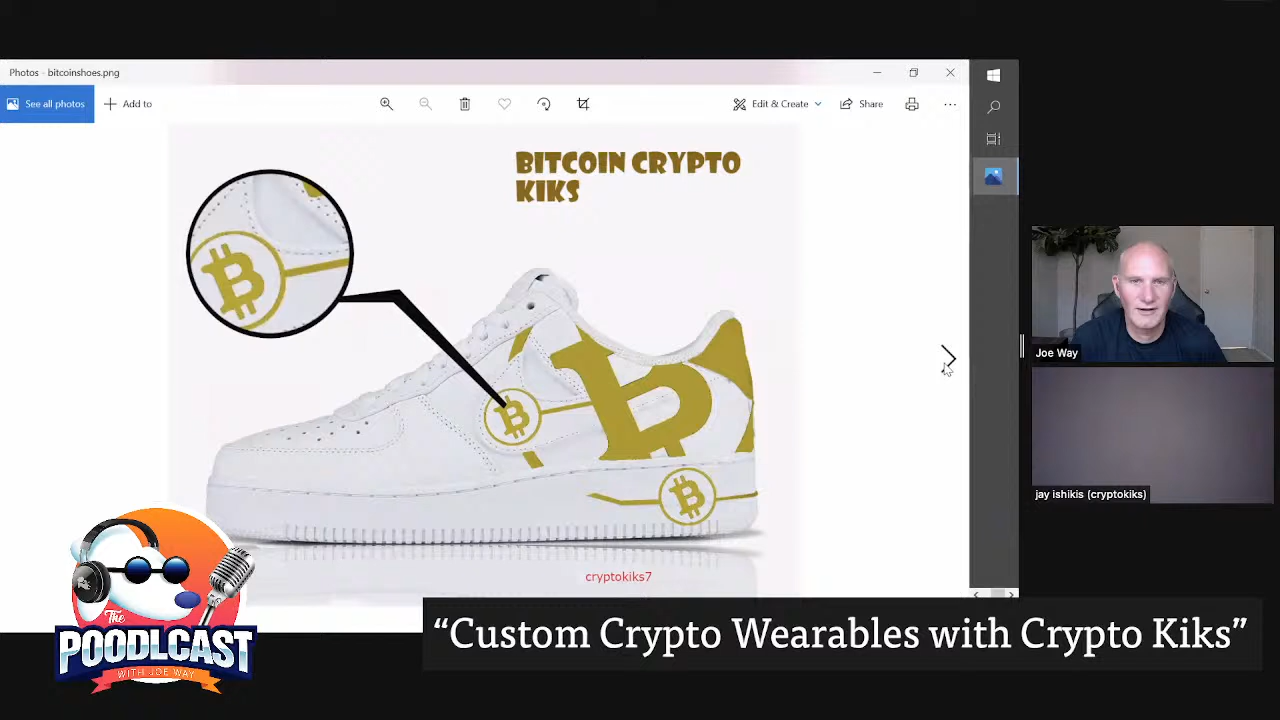 Photos - bitcoinshoes.png
See all photos
Add to
Edit & Create
Share
BITCOIN CRYPTO
KIKS
cryptokiks7
Joe Way
jay ishikis (cryptokiks)
The
POODLCAST
WITH JOE WAY
“Custom Crypto Wearables with Crypto Kiks”